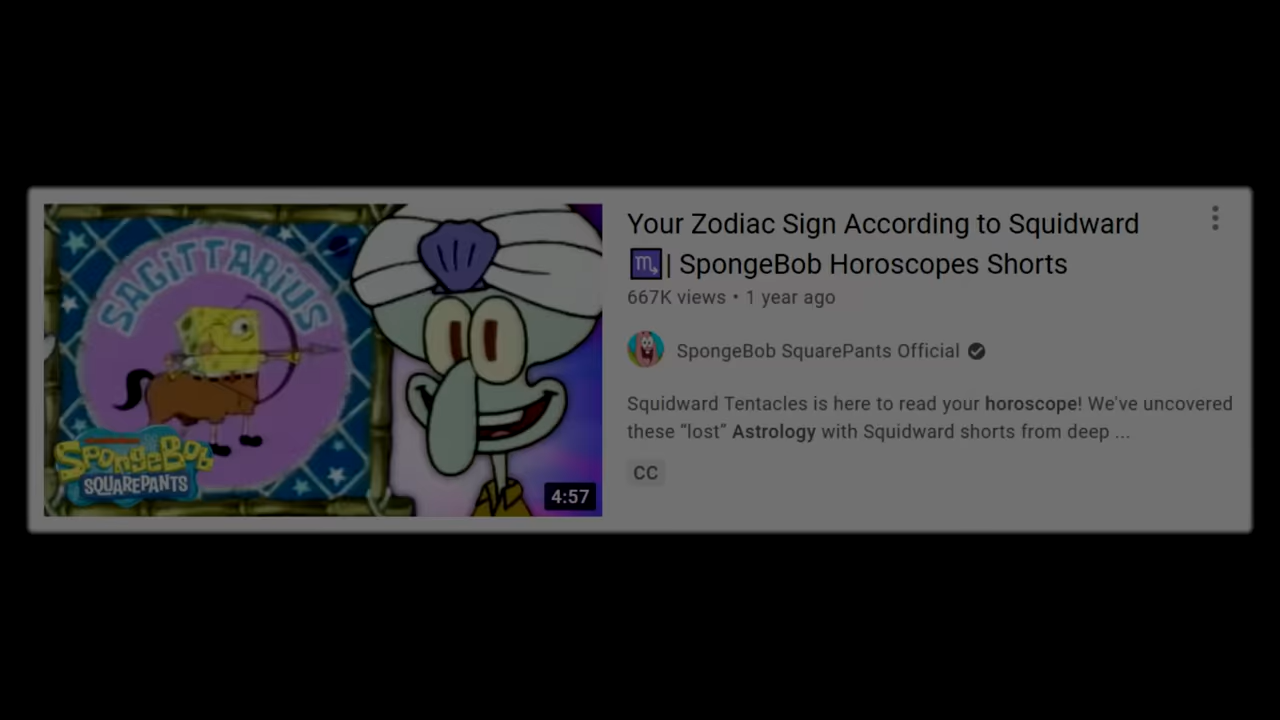 SAGITTARIUS
SPONGEBOB
SQUAREPANTS
4:57
Your Zodiac Sign According to Squidward
♏| SpongeBob Horoscopes Shorts
667K views • 1 year ago
SpongeBob SquarePants Official
Squidward Tentacles is here to read your horoscope! We've uncovered
these “lost” Astrology with Squidward shorts from deep ...
CC